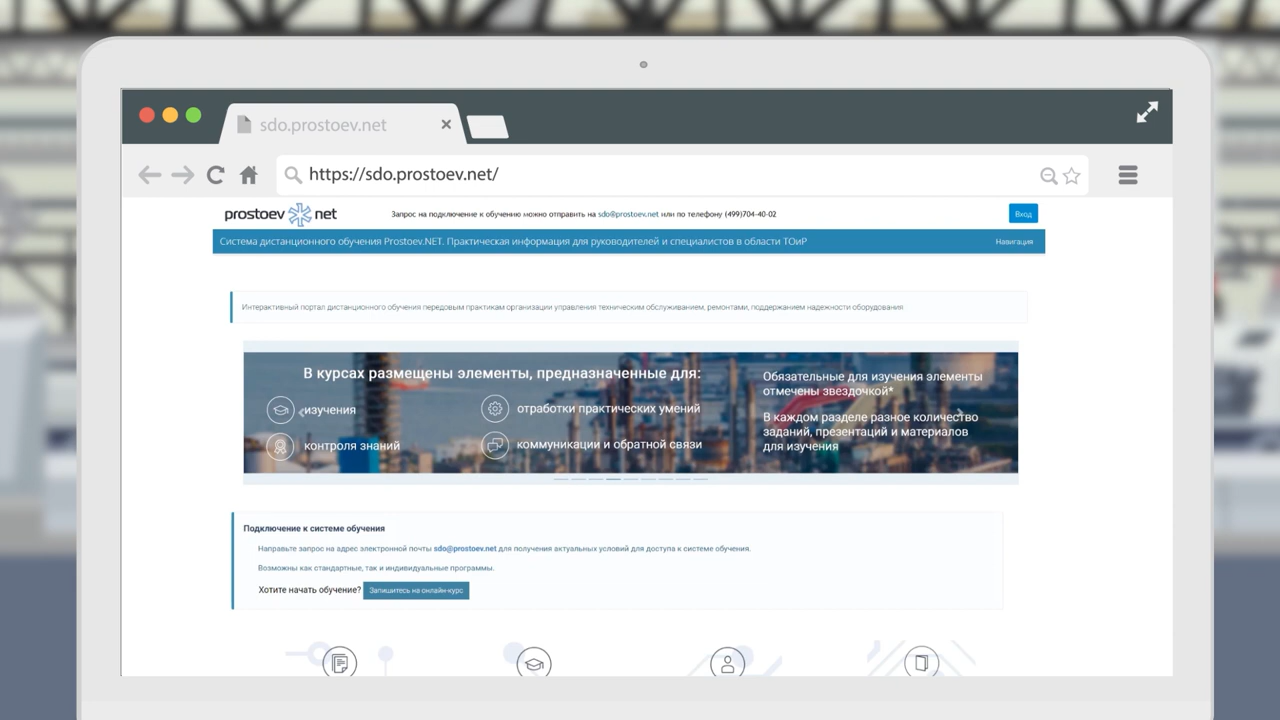 sdo.prostoev.net
https://sdo.prostoev.net/
prostoev net
Запрос на подключение к обучению можно отправить на sdo@prostoev.net или по телефону (499)704-40-02
Вход
Система дистанционного обучения Prostoev.NET. Практическая информация для руководителей и специалистов в области ТОиР
Навигация
Интерактивный портал дистанционного обучения передовым практикам организации управления техническим обслуживанием, ремонтами, поддержанием надежности оборудования
В курсах размещены элементы, предназначенные для:
изучения
отработки практических умений
контроля знаний
коммуникации и обратной связи
Обязательные для изучения элементы
отмечены звездочкой*
В каждом разделе разное количество
заданий, презентаций и материалов
для изучения
Подключение к системе обучения
Направьте запрос на адрес электронной почты sdo@prostoev.net для получения актуальных условий для доступа к системе обучения.
Возможны как стандартные, так и индивидуальные программы.
Хотите начать обучение? Запишитесь на онлайн-курс